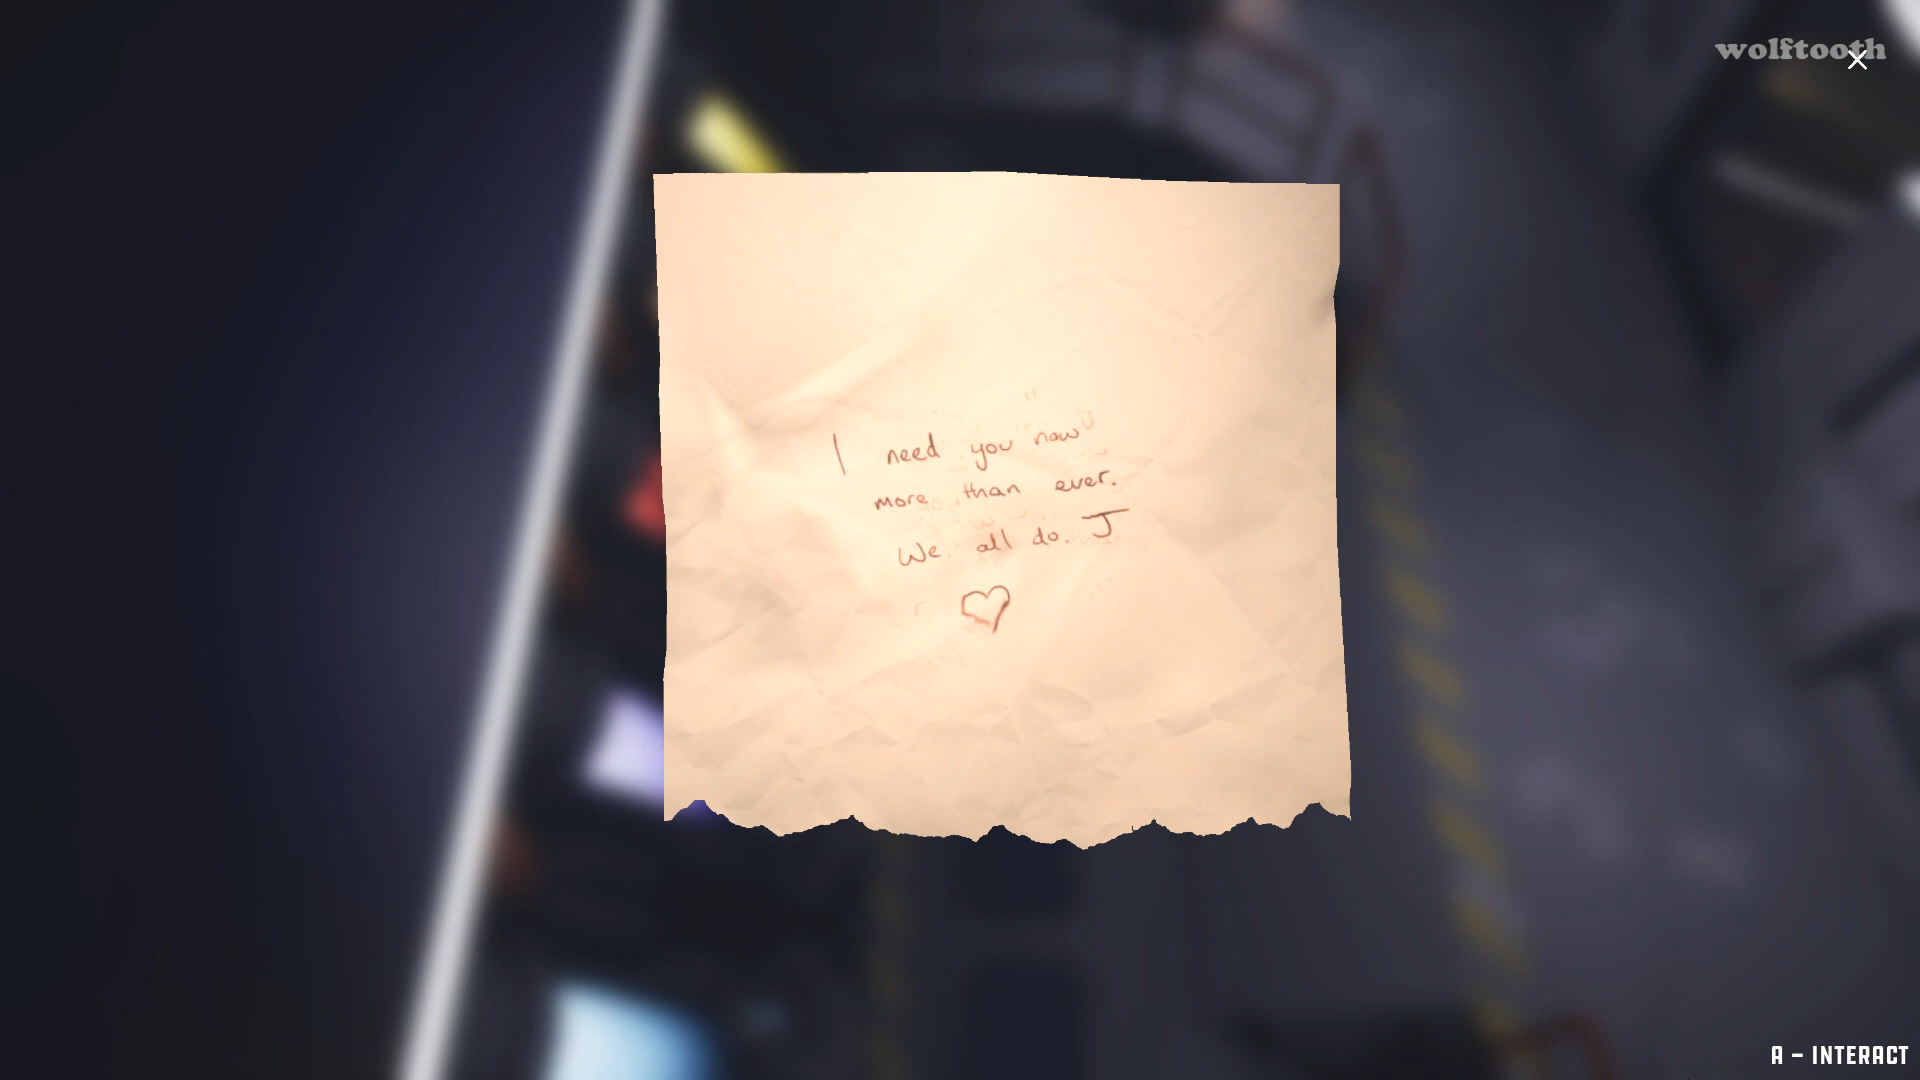 wolftooth
I need you now
more than ever.
We all do. J
A - INTERACT